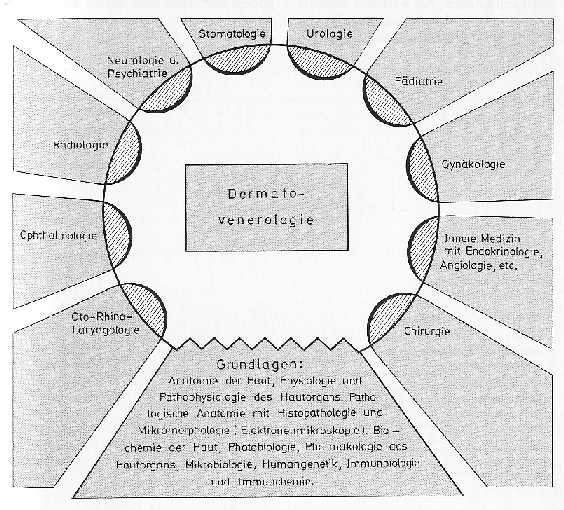 Stomatologie
Urologie
Neurologie u.
Psychiatrie
Pädiatrie
Radiologie
Gynäkologie
Dermato-
venerologie
Ophthalmologie
Innere Medizin
mit Endokrinologie,
Angiologie, etc.
Oto-Rhino-
Laryngologie
Chirurgie
Grundlagen:
Anatomie der Haut, Physiologie und
Pathophysiologie des Hautorgans, Patho
logische Anatomie mit Histopathologie und
Mikromorphologie (Elektronenmikroskopie), Bio-
chemie der Haut, Photobiologie, Pharmakologie des
Hautorgans, Mikrobiologie, Humangenetik, Immunbiologie
und Immunchemie.